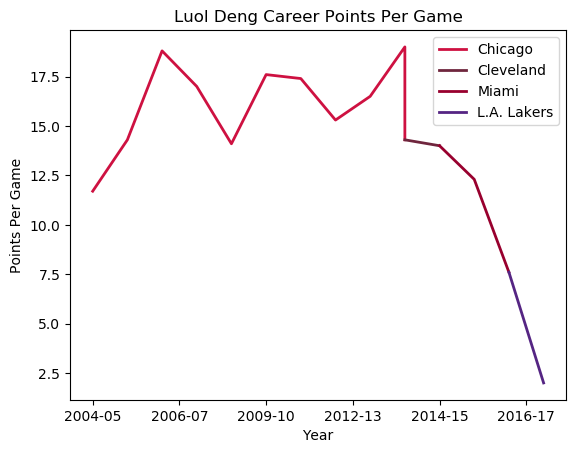 Luol Deng Career Points Per Game
Chicago
Cleveland
Miami
L.A. Lakers
Points Per Game
17.5
15.0
12.5
10.0
7.5
5.0
2.5
2004-05 2006-07 2009-10 2012-13 2014-15 2016-17
Year